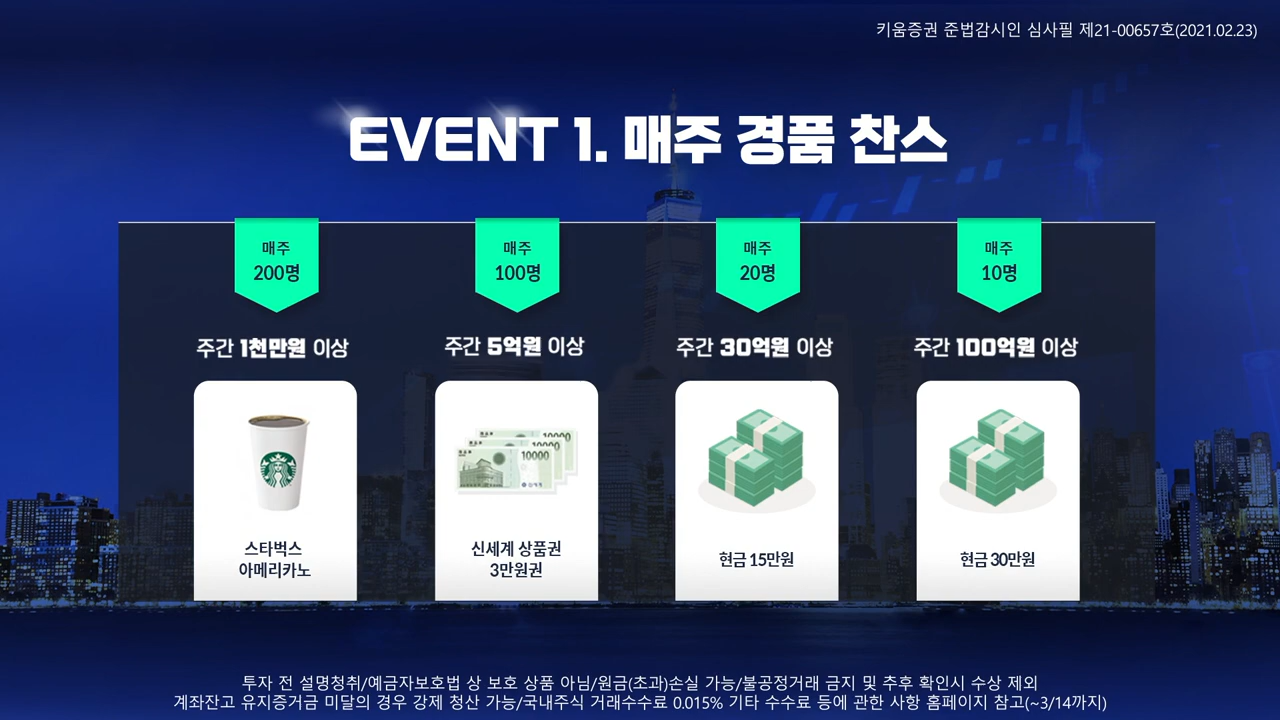 키움증권 준법감시인 심사필 제21-00657호(2021.02.23)
EVENT 1. 매주 경품 찬스
매주
200명
주간 1천만원 이상
스타벅스
아메리카노
매주
100명
주간 5억원 이상
10000
10000
10000
신세계 상품권
3만원권
매주
20명
주간 30억원 이상
현금 15만원
매주
10명
주간 100억원 이상
현금 30만원
투자 전 설명청취/예금자보호법 상 보호 상품 아님/원금(초과)손실 가능/불공정거래 금지 및 추후 확인시 수상 제외
계좌잔고 유지증거금 미달의 경우 강제 청산 가능/국내주식 거래수수료 0.015% 기타 수수료 등에 관한 사항 홈페이지 참고(~3/14까지)